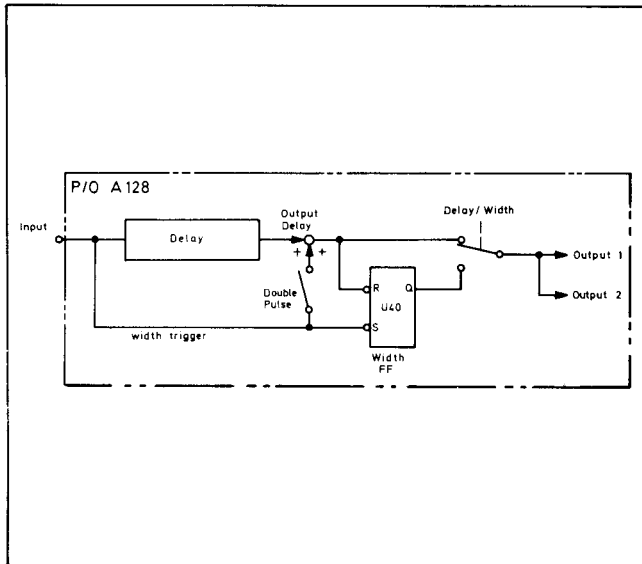 P/O A128
Input
Delay
Output
Delay
+ +
Double
Pulse
width trigger
R Q
U40
S
Width
FF
Delay/Width
Output 1
Output 2